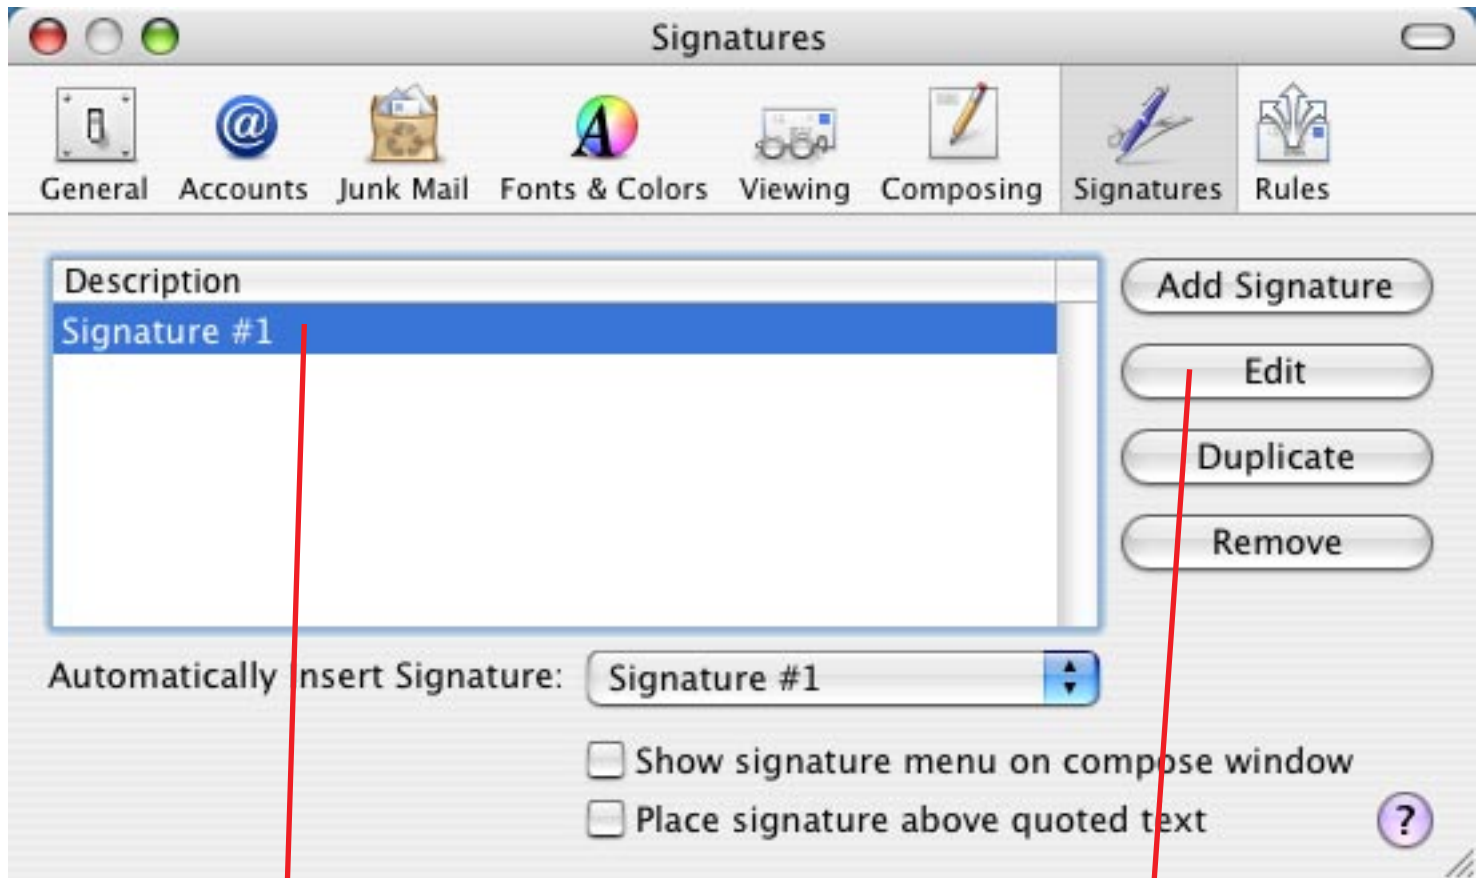 Signatures
General Accounts Junk Mail Fonts & Colors Viewing Composing Signatures Rules
Description
Signature #1
Add Signature
Edit
Duplicate
Remove
Automatically Insert Signature: Signature #1
Show signature menu on compose window
Place signature above quoted text
?